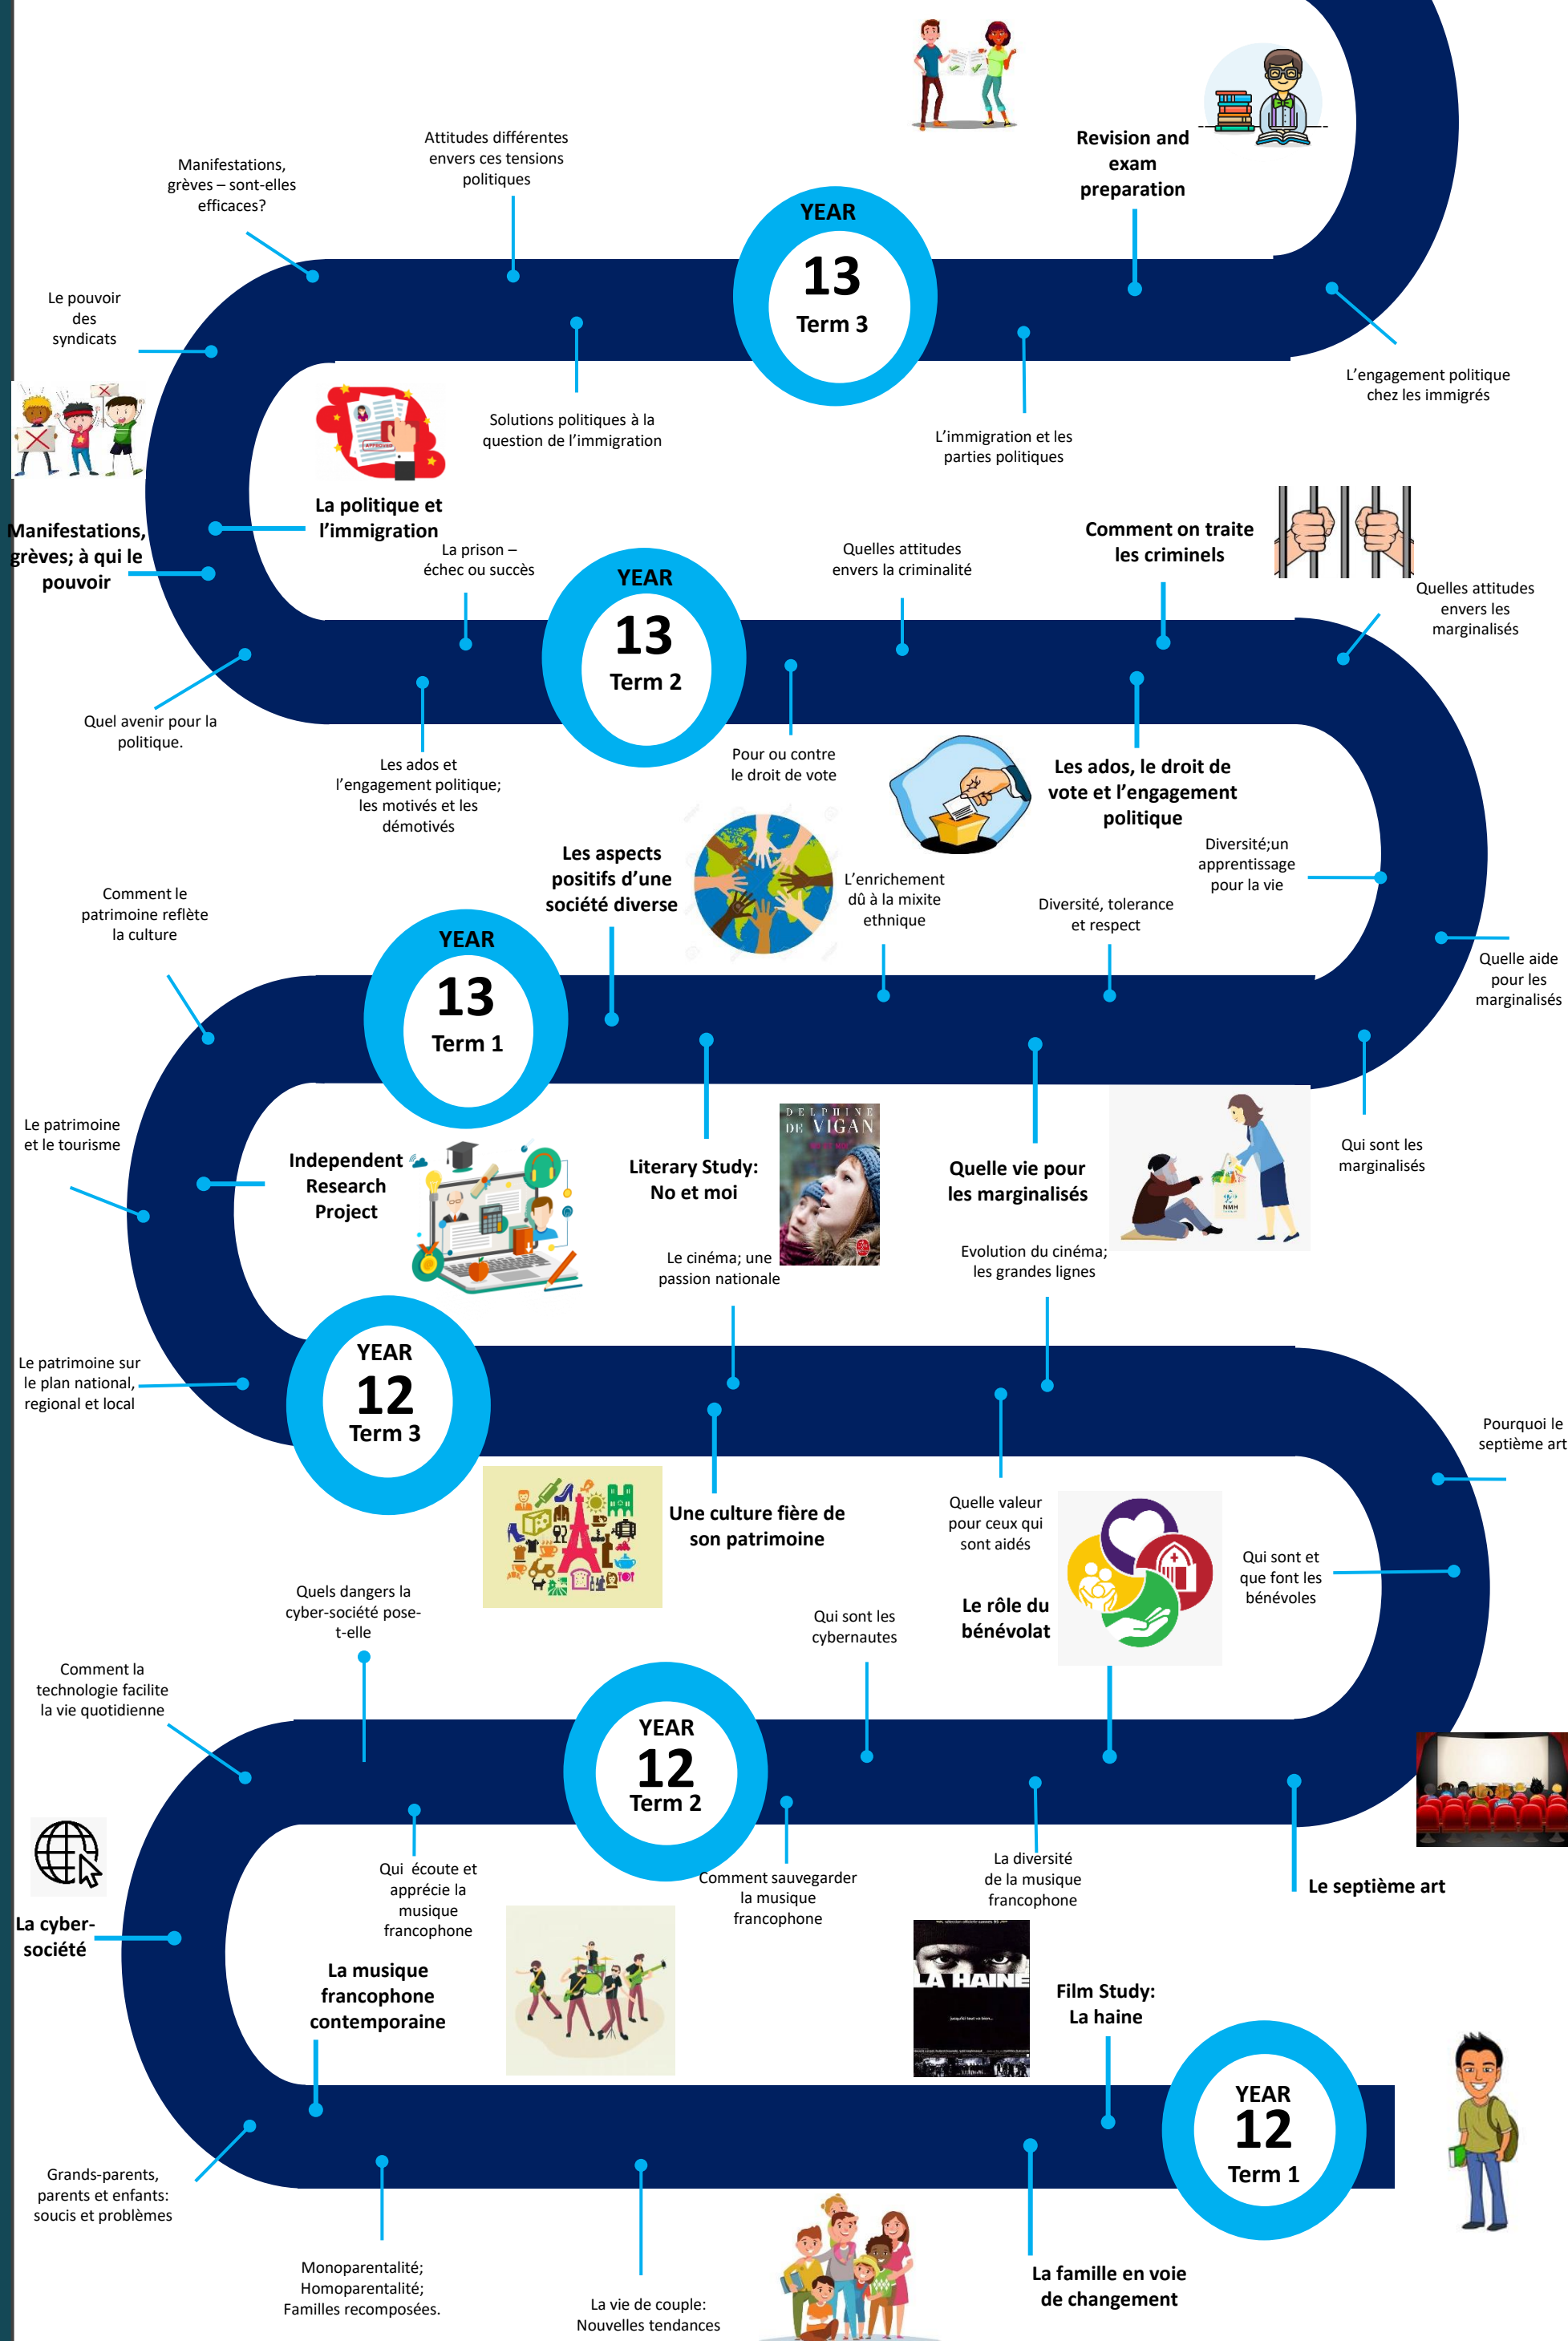 Revision and
exam
preparation
Attitudes différentes
envers ces tensions
politiques
Manifestations,
grèves – sont-elles
efficaces?
YEAR
13
Term 3
Le pouvoir
des
syndicats
L'engagement politique
chez les immigrés
Solutions politiques à la
question de l'immigration
L'immigration et les
parties politiques
APPROVED
La politique et
l'immigration
Manifestations,
grèves; à qui le
pouvoir
La prison –
échec ou succès
Quelles attitudes
envers la criminalité
Comment on traite
les criminels
YEAR
13
Term 2
Quelles attitudes
envers les
marginalisés
Quel avenir pour la
politique.
Les ados et
l'engagement politique;
les motivés et les
démotivés
Pour ou contre
le droit de vote
Les ados, le droit de
vote et l'engagement
politique
Les aspects
positifs d'une
société diverse
Diversité;un
apprentissage
pour la vie
L'enrichement
dû à la mixite
ethnique
Diversité, tolerance
et respect
Comment le
patrimoine reflète
la culture
YEAR
13
Term 1
Quelle aide
pour les
marginalisés
Le patrimoine
et le tourisme
Independent
Research
Project
Literary Study:
No et moi
DELPHINE
DE VIGAN
Quelle vie pour
les marginalisés
NMH
Qui sont les
marginalisés
Le cinéma; une
passion nationale
Evolution du cinéma;
les grandes lignes
YEAR
12
Term 3
Le patrimoine sur
le plan national,
regional et local
Pourquoi le
septième art
Une culture fière de
son patrimoine
Quelle valeur
pour ceux qui
sont aidés
Qui sont et
que font les
bénévoles
Quels dangers la
cyber-société pose-
t-elle
Qui sont les
cybernautes
Le rôle du
bénévolat
Comment la
technologie facilite
la vie quotidienne
YEAR
12
Term 2
Qui écoute et
apprécie la
musique
francophone
Comment sauvegarder
la musique
francophone
La diversité
de la musique
francophone
Le septième art
La cyber-
société
La musique
francophone
contemporaine
LA HAINE
jusqu'ici tout va bien...
Film Study:
La haine
YEAR
12
Term 1
Grands-parents,
parents et enfants:
soucis et problèmes
Monoparentalité;
Homoparentalité;
Familles recomposées.
La vie de couple:
Nouvelles tendances
La famille en voie
de changement